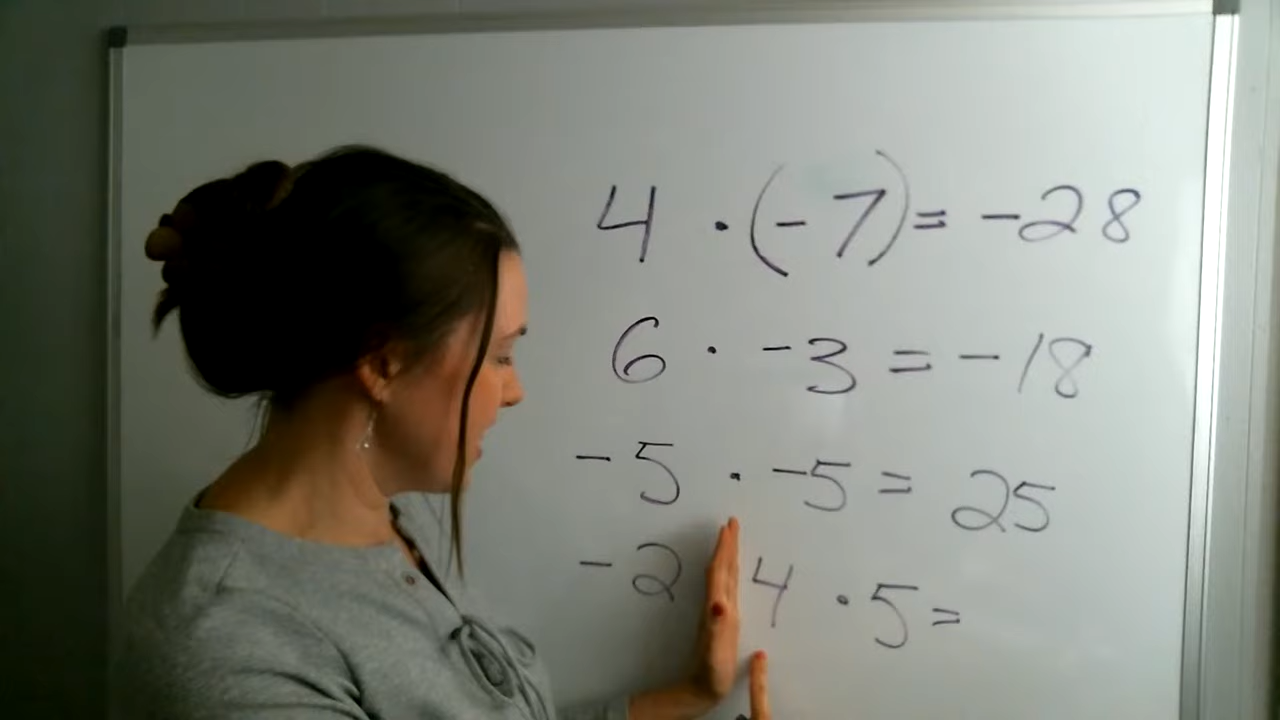 4 · (-7) = -28
6 · -3 = -18
-5 · -5 = 25
-2 4 · 5 =